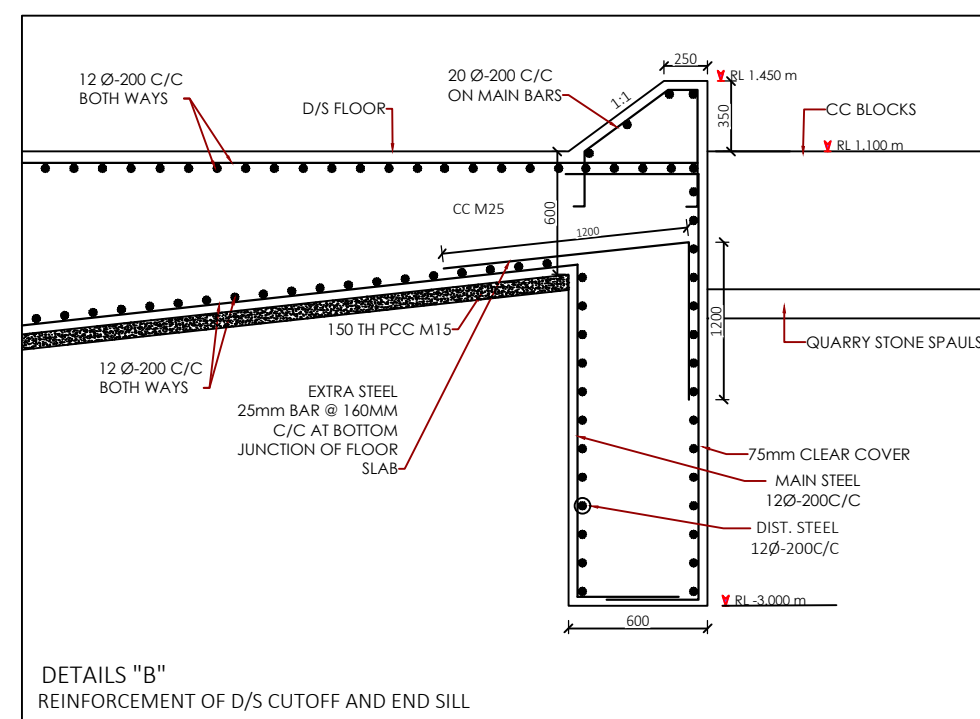 12 Ø-200 C/C
BOTH WAYS
D/S FLOOR
20 Ø-200 C/C
ON MAIN BARS
1:1
250
RL 1.450 m
350
CC BLOCKS
RL 1.100 m
CC M25
600
1200
150 TH PCC M15
1200
QUARRY STONE SPAULS
12 Ø-200 C/C
BOTH WAYS
EXTRA STEEL
25mm BAR @ 160MM
C/C AT BOTTOM
JUNCTION OF FLOOR
SLAB
75mm CLEAR COVER
MAIN STEEL
12Ø-200C/C
DIST. STEEL
12Ø-200C/C
RL -3.000 m
600
DETAILS "B"
REINFORCEMENT OF D/S CUTOFF AND END SILL